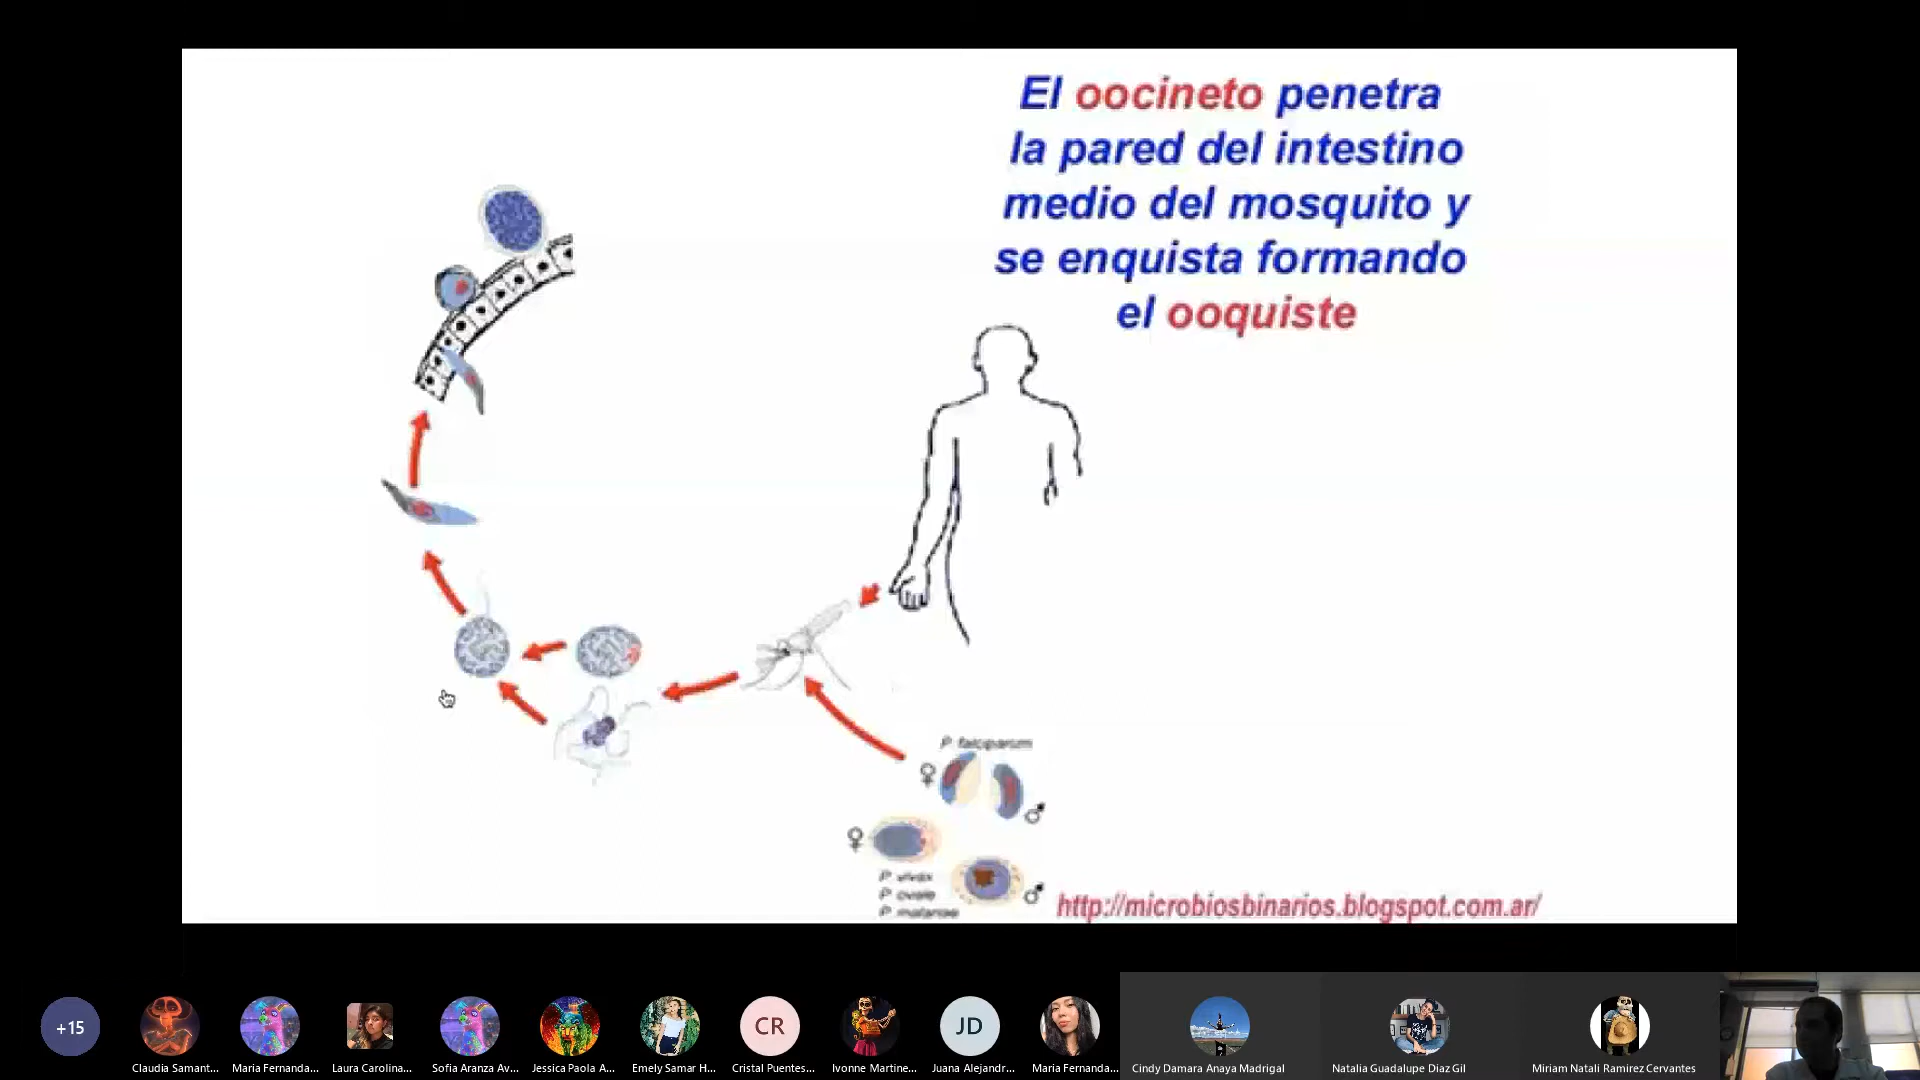 El oocineto penetra
la pared del intestino
medio del mosquito y
se enquista formando
el ooquiste
P. falciparum
♀
♂
♀
P. vivax
P. ovale
P. malariae
♂
http://microbiosbinarios.blogspot.com.ar/
+15
CR
JD
Claudia Samant...
Maria Fernanda...
Laura Carolina...
Sofia Aranza Av...
Jessica Paola A...
Emely Samar H...
Cristal Puentes...
Ivonne Martine...
Juana Alejandr...
Maria Fernanda...
Cindy Damara Anaya Madrigal
Natalia Guadalupe Diaz Gil
Miriam Natali Ramirez Cervantes